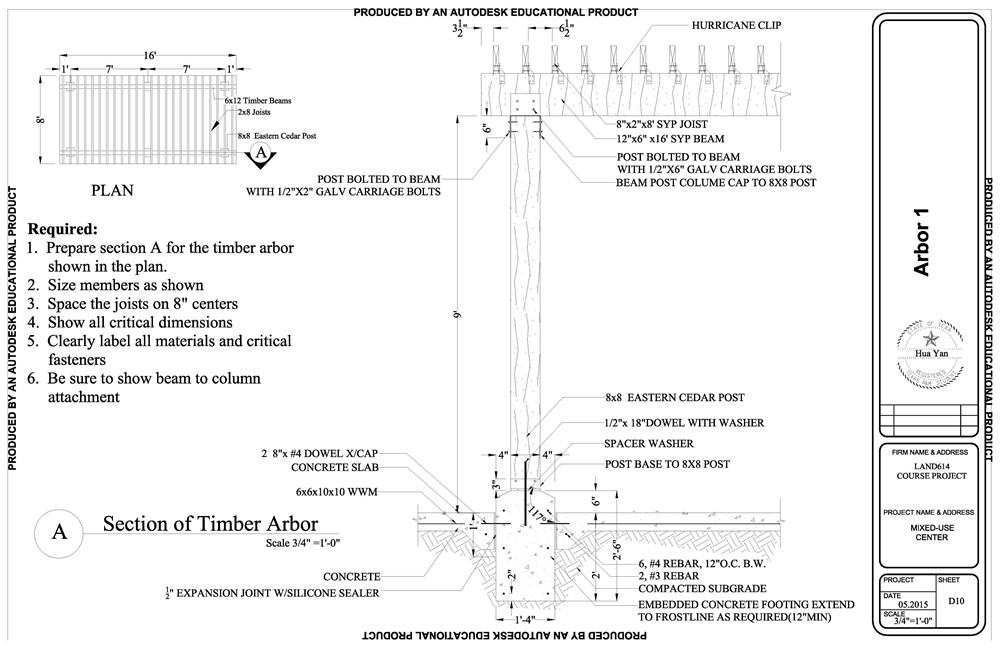 PRODUCED BY AN AUTODESK EDUCATIONAL PRODUCT
16'
1'
7'
7'
1'
8'
6x12 Timber Beams
2x8 Joists
8x8 Eastern Cedar Post
A
PLAN
Required:
1. Prepare section A for the timber arbor
shown in the plan.
2. Size members as shown
3. Space the joists on 8" centers
4. Show all critical dimensions
5. Clearly label all materials and critical
fasteners
6. Be sure to show beam to column
attachment
3 1/2"
6 1/2"
HURRICANE CLIP
8"x2"x8' SYP JOIST
12"x6" x16' SYP BEAM
6"
POST BOLTED TO BEAM
WITH 1/2"X6" GALV CARRIAGE BOLTS
BEAM POST COLUME CAP TO 8X8 POST
POST BOLTED TO BEAM
WITH 1/2"X2" GALV CARRIAGE BOLTS
9'
8x8 EASTERN CEDAR POST
1/2"x 18"DOWEL WITH WASHER
SPACER WASHER
POST BASE TO 8X8 POST
4"
4"
3"
2 8"x #4 DOWEL X/CAP
CONCRETE SLAB
6x6x10x10 WWM
117°
6"
1'
2'-6"
2'
2"
1'-4"
CONCRETE
1/2" EXPANSION JOINT W/SILICONE SEALER
6, #4 REBAR, 12"O.C. B.W.
2, #3 REBAR
COMPACTED SUBGRADE
EMBEDDED CONCRETE FOOTING EXTEND
TO FROSTLINE AS REQUIRED(12"MIN)
A
Section of Timber Arbor
Scale 3/4" =1'-0"
PRODUCED BY AN AUTODESK EDUCATIONAL PRODUCT
PRODUCED BY AN AUTODESK EDUCATIONAL PRODUCT
PRODUCED BY AN AUTODESK EDUCATIONAL PRODUCT
Arbor 1
STATE OF TEXAS
Hua Yan
REGISTERED
FIRM NAME & ADDRESS
LAND614
COURSE PROJECT
PROJECT NAME & ADDRESS
MIXED-USE
CENTER
PROJECT
SHEET
DATE
05.2015
D10
SCALE
3/4"=1'-0"